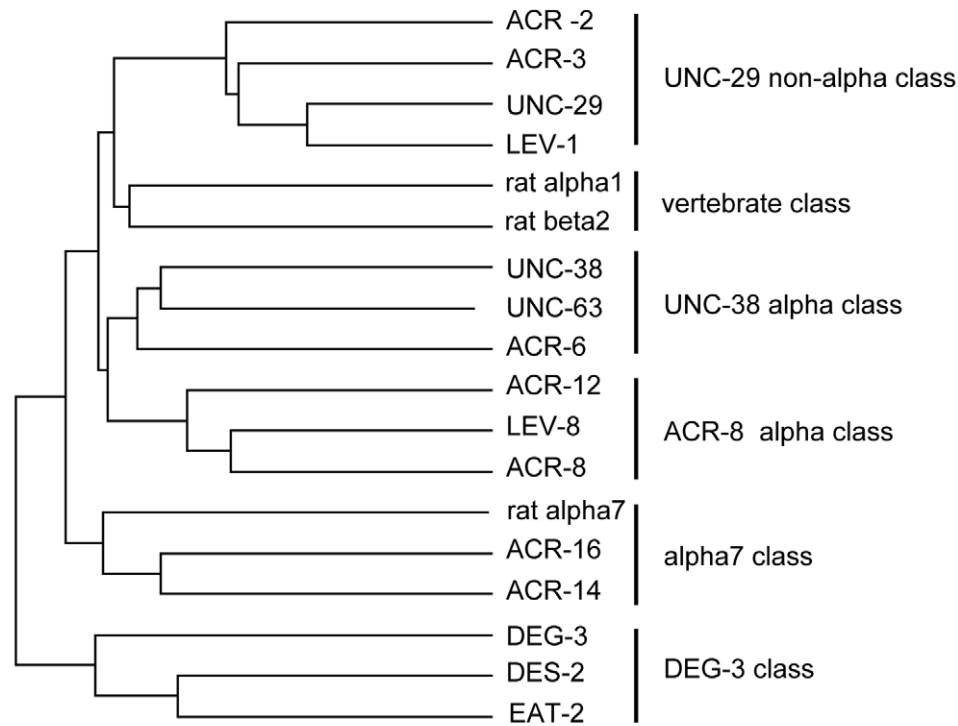 ACR -2
ACR-3
UNC-29
LEV-1
UNC-29 non-alpha class
rat alpha1
rat beta2
vertebrate class
UNC-38
UNC-63
ACR-6
UNC-38 alpha class
ACR-12
LEV-8
ACR-8
ACR-8 alpha class
rat alpha7
ACR-16
ACR-14
alpha7 class
DEG-3
DES-2
EAT-2
DEG-3 class